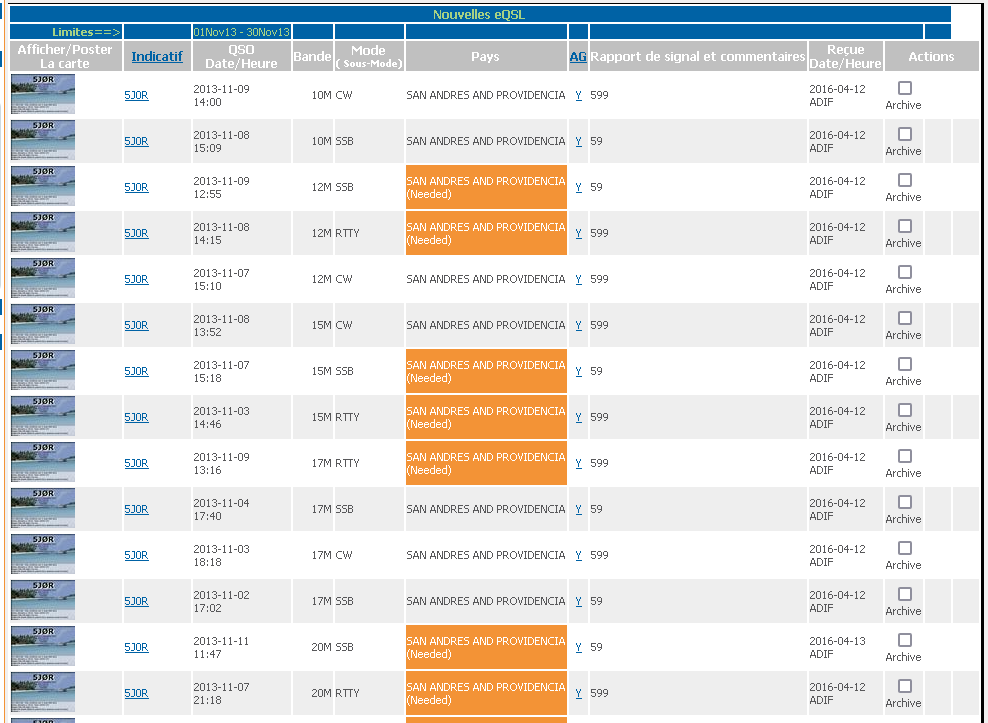 Nouvelles eQSL
Limites==> 01Nov13 - 30Nov13
Afficher/Poster La carte Indicatif QSO Date/Heure Bande Mode ( Sous-Mode) Pays AG Rapport de signal et commentaires Reçue Date/Heure Actions
5JØR 5J0R 2013-11-09 14:00 10M CW SAN ANDRES AND PROVIDENCIA Y 599 2016-04-12 ADIF Archive
5JØR 5J0R 2013-11-08 15:09 10M SSB SAN ANDRES AND PROVIDENCIA Y 59 2016-04-12 ADIF Archive
5JØR 5J0R 2013-11-09 12:55 12M SSB SAN ANDRES AND PROVIDENCIA (Needed) Y 59 2016-04-12 ADIF Archive
5JØR 5J0R 2013-11-08 14:15 12M RTTY SAN ANDRES AND PROVIDENCIA (Needed) Y 599 2016-04-12 ADIF Archive
5JØR 5J0R 2013-11-07 15:10 12M CW SAN ANDRES AND PROVIDENCIA Y 599 2016-04-12 ADIF Archive
5JØR 5J0R 2013-11-08 13:52 15M CW SAN ANDRES AND PROVIDENCIA Y 599 2016-04-12 ADIF Archive
5JØR 5J0R 2013-11-07 15:18 15M SSB SAN ANDRES AND PROVIDENCIA (Needed) Y 59 2016-04-12 ADIF Archive
5JØR 5J0R 2013-11-03 14:46 15M RTTY SAN ANDRES AND PROVIDENCIA (Needed) Y 599 2016-04-12 ADIF Archive
5JØR 5J0R 2013-11-09 13:16 17M RTTY SAN ANDRES AND PROVIDENCIA (Needed) Y 599 2016-04-12 ADIF Archive
5JØR 5J0R 2013-11-04 17:40 17M SSB SAN ANDRES AND PROVIDENCIA Y 59 2016-04-12 ADIF Archive
5JØR 5J0R 2013-11-03 18:18 17M CW SAN ANDRES AND PROVIDENCIA Y 599 2016-04-12 ADIF Archive
5JØR 5J0R 2013-11-02 17:02 17M SSB SAN ANDRES AND PROVIDENCIA Y 59 2016-04-12 ADIF Archive
5JØR 5J0R 2013-11-11 11:47 20M SSB SAN ANDRES AND PROVIDENCIA (Needed) Y 59 2016-04-13 ADIF Archive
5JØR 5J0R 2013-11-07 21:18 20M RTTY SAN ANDRES AND PROVIDENCIA (Needed) Y 599 2016-04-12 ADIF Archive